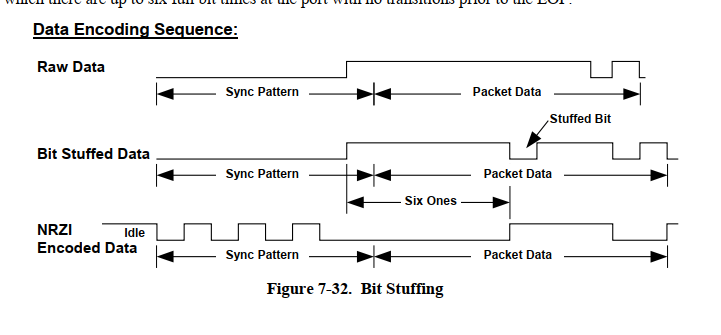 which there are up to six full bit times at the port with no transitions prior to the EOP.
Data Encoding Sequence:
Raw Data
Sync Pattern
Packet Data
Stuffed Bit
Bit Stuffed Data
Sync Pattern
Packet Data
Six Ones
NRZI
Encoded Data
Idle
Sync Pattern
Packet Data
Figure 7-32. Bit Stuffing